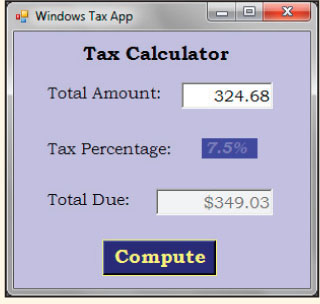 Windows Tax App
Tax Calculator
Total Amount: 324.68
Tax Percentage: 7.5%
Total Due: $349.03
Compute